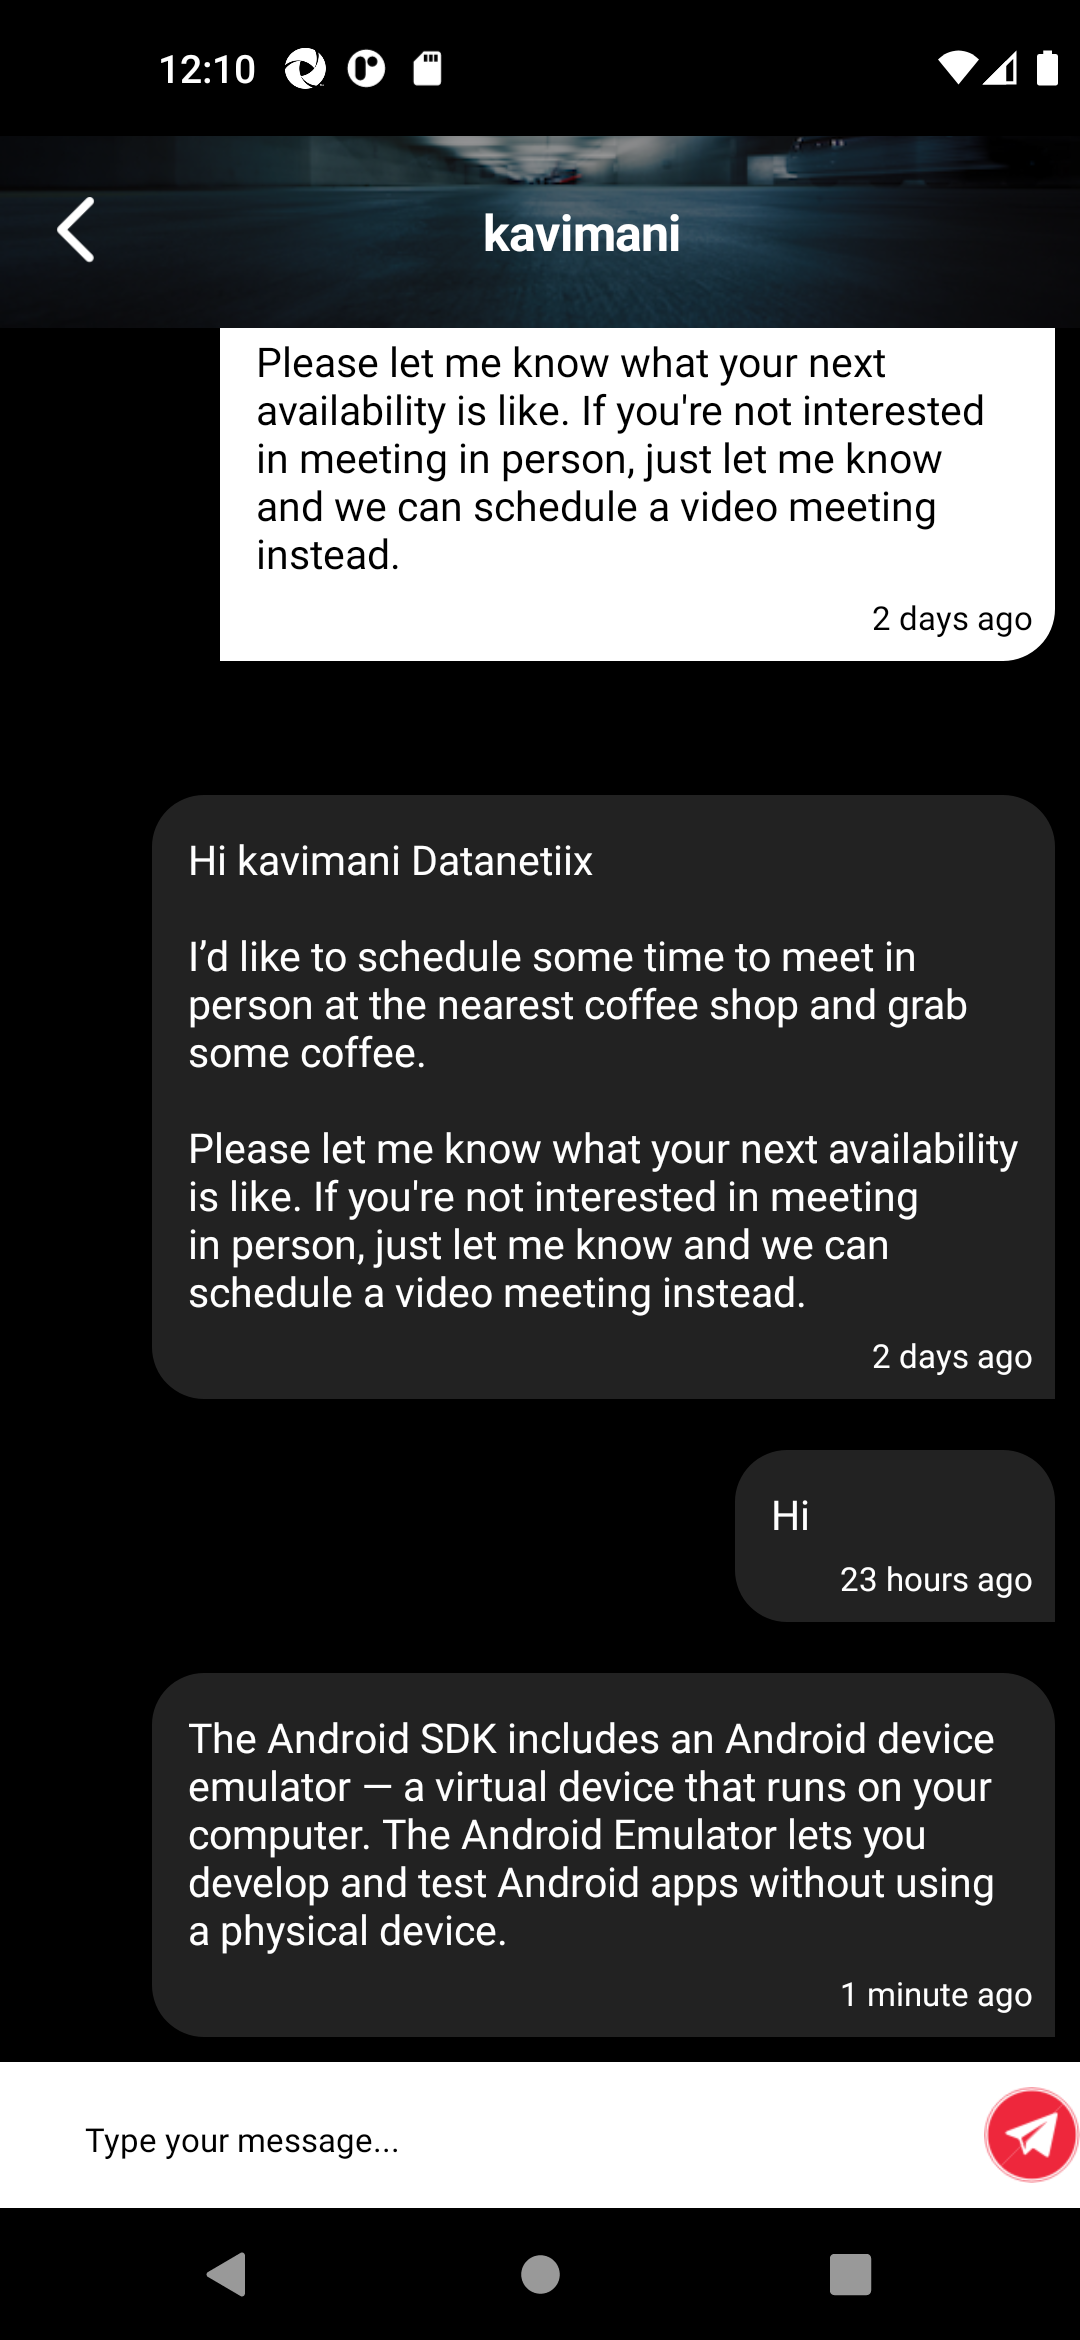 12:10
kavimani
Please let me know what your next
availability is like. If you're not interested
in meeting in person, just let me know
and we can schedule a video meeting
instead.
2 days ago
Hi kavimani Datanetiix
I’d like to schedule some time to meet in
person at the nearest coffee shop and grab
some coffee.
Please let me know what your next availability
is like. If you're not interested in meeting
in person, just let me know and we can
schedule a video meeting instead.
2 days ago
Hi
23 hours ago
The Android SDK includes an Android device
emulator — a virtual device that runs on your
computer. The Android Emulator lets you
develop and test Android apps without using
a physical device.
1 minute ago
Type your message...